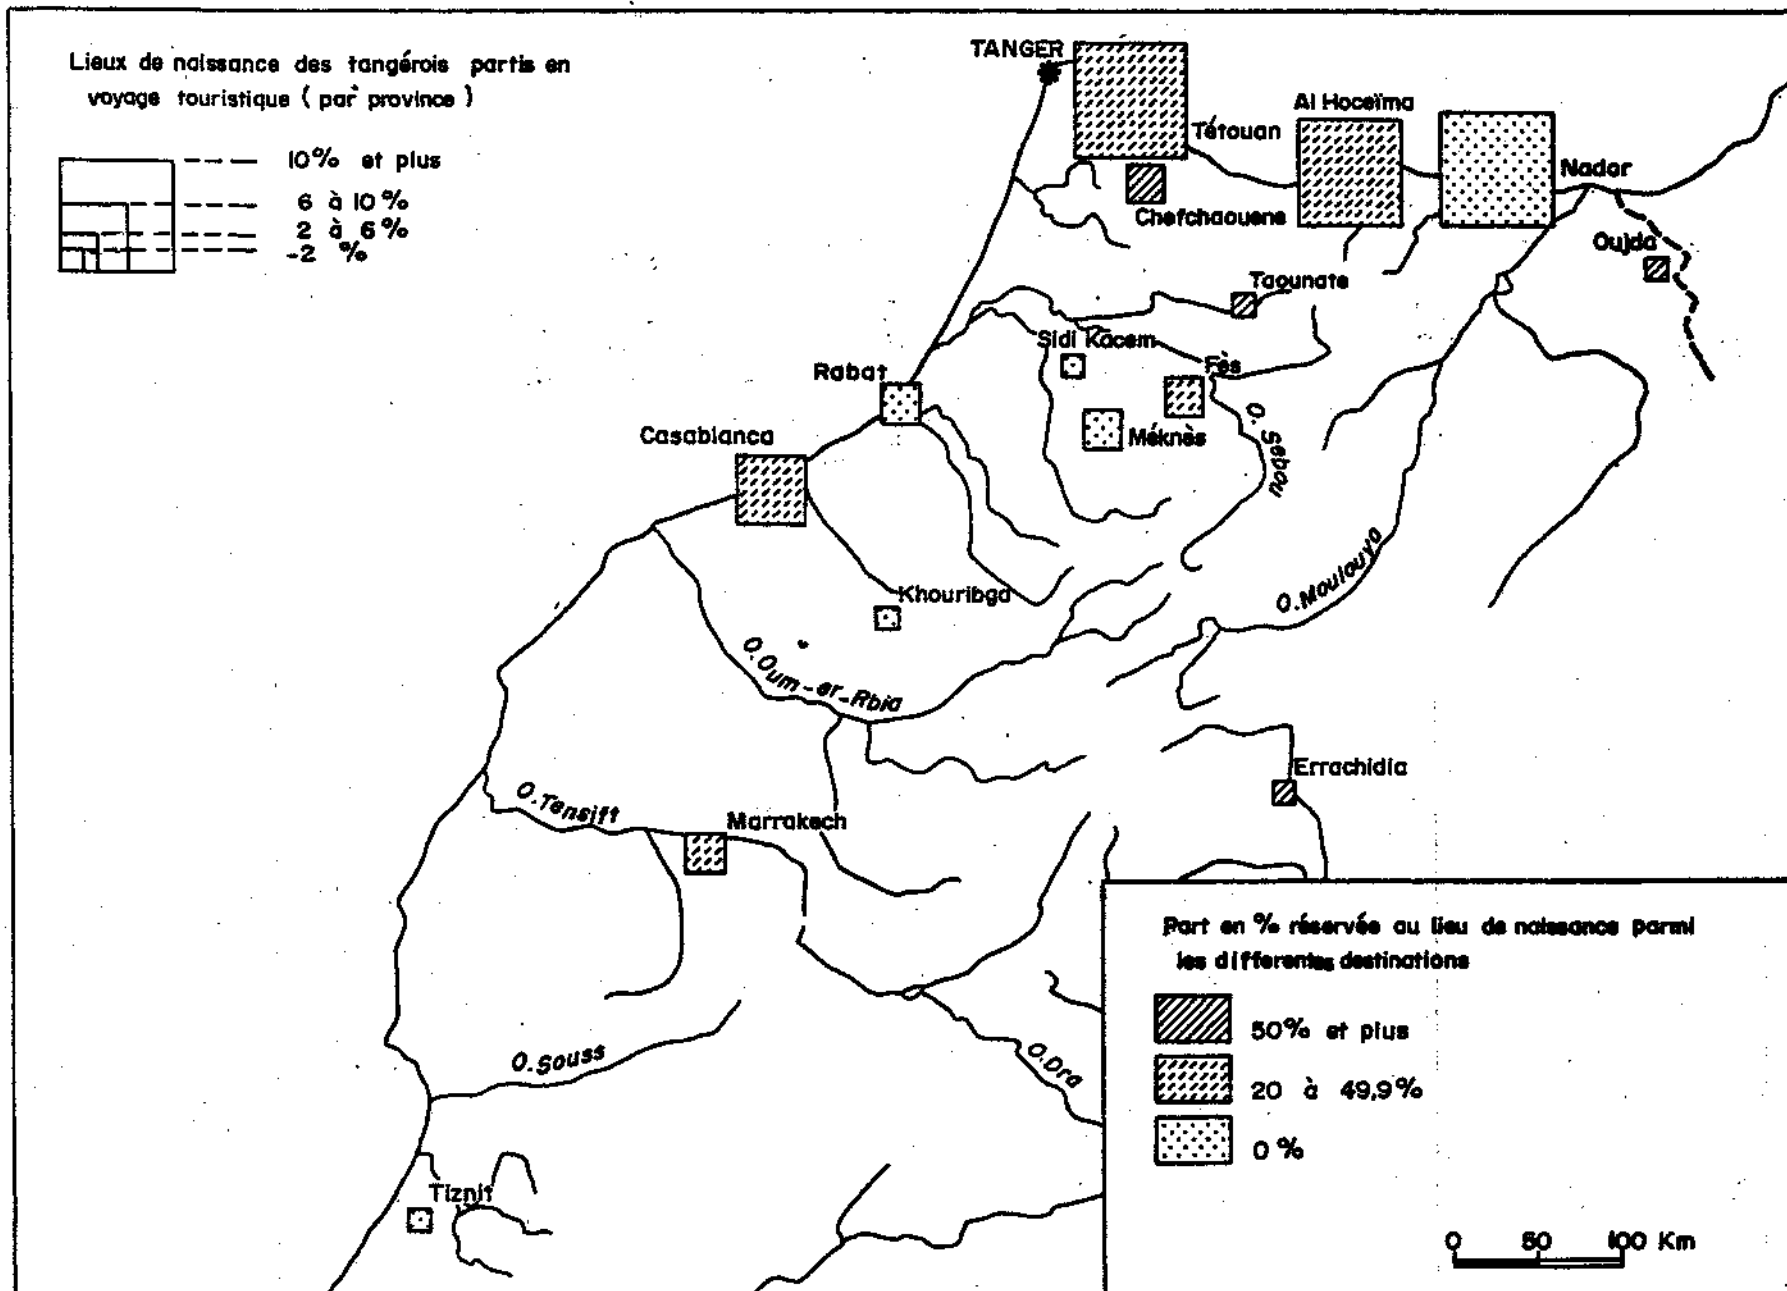 Lieux de naissance des tangérois partis en
voyage touristique ( par province )
10% et plus
6 à 10%
2 à 6%
-2 %
TANGER
Tétouan
Al Hoceïma
Nador
Chefchaouene
Oujda
Taounate
Sidi Kacem
Fès
Rabat
Méknès
O. Sebou
Casablanca
O. Moulouya
Khouribga
O. Oum-er-Rbia
Errachidia
O. Tensift
Marrakech
O. Souss
O. Dra
Tiznit
Part en % réservée au lieu de naissance parmi
les differentes destinations
50% et plus
20 à 49,9%
0 %
0 50 100 Km